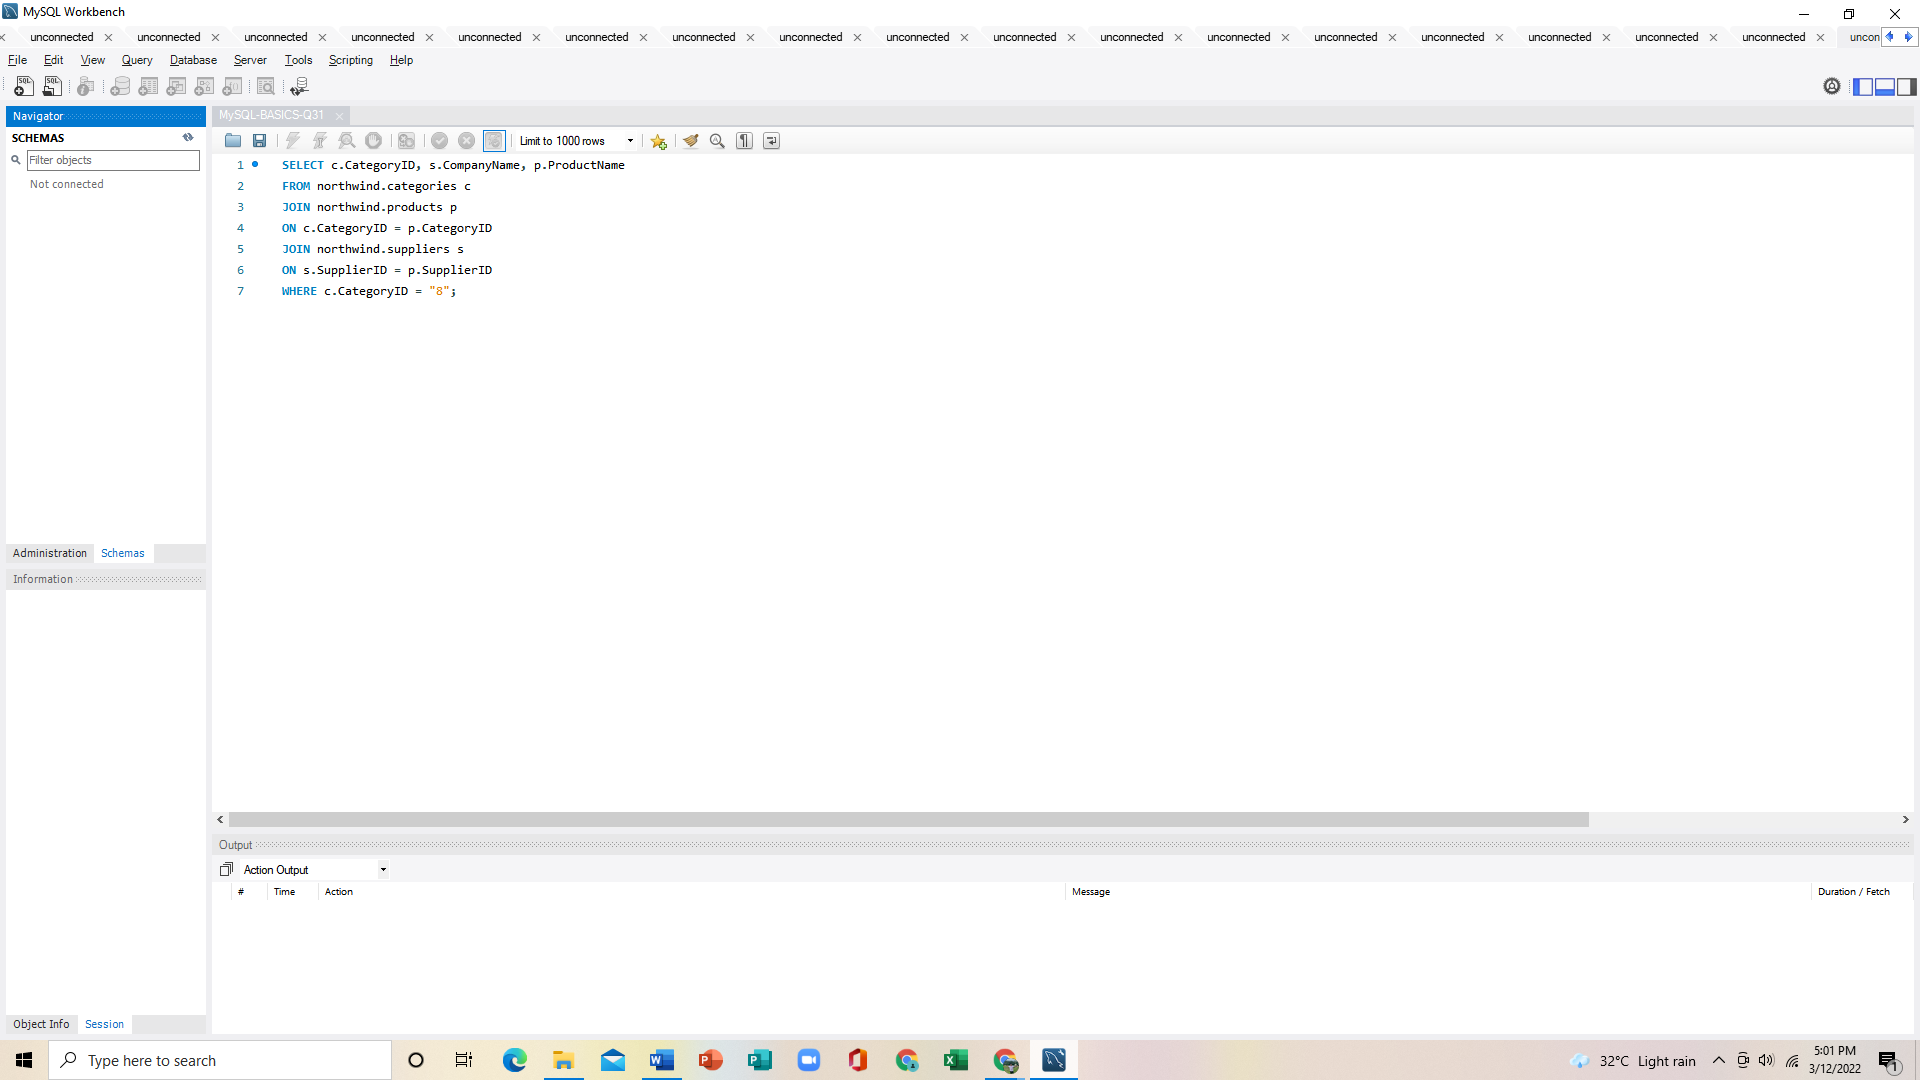 MySQL Workbench
unconnected unconnected unconnected unconnected unconnected unconnected unconnected unconnected unconnected unconnected unconnected unconnected unconnected unconnected unconnected unconnected unconnected uncon
File Edit View Query Database Server Tools Scripting Help
Navigator
MySQL-BASICS-Q31
SCHEMAS
Limit to 1000 rows
Filter objects
Not connected
1 SELECT c.CategoryID, s.CompanyName, p.ProductName
2 FROM northwind.categories c
3 JOIN northwind.products p
4 ON c.CategoryID = p.CategoryID
5 JOIN northwind.suppliers s
6 ON s.SupplierID = p.SupplierID
7 WHERE c.CategoryID = "8";
Administration Schemas
Information
Output
Action Output
# Time Action Message Duration / Fetch
Object Info Session
Type here to search
32°C Light rain
5:01 PM
3/12/2022
1